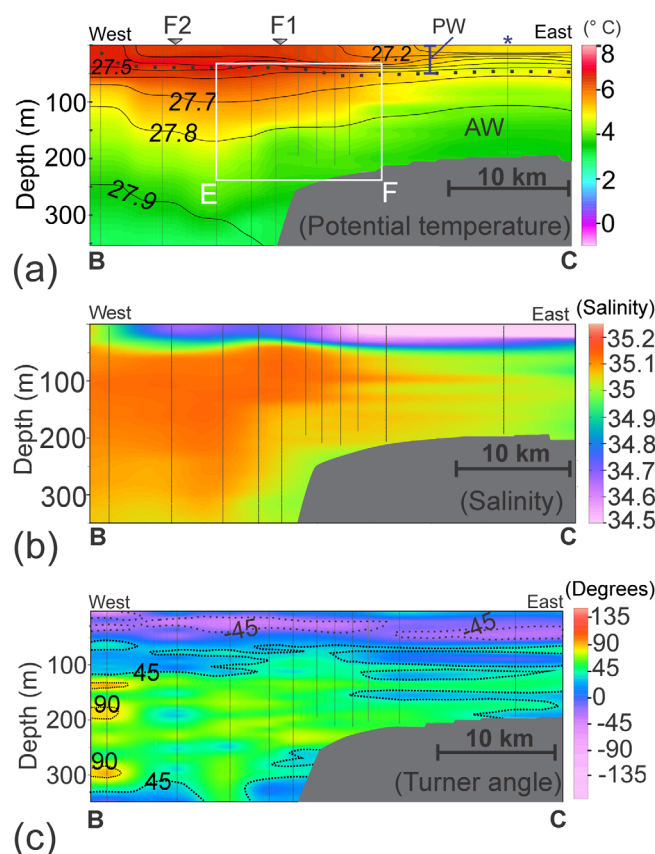 F2 F1 PW (° C)
West * East
27.2 8
27.5 6
27.7 4
27.8 AW 2
27.9 E F 10 km 0
(Potential temperature)
Depth (m)
100
200
300
(a) B C
(Salinity)
West East
35.2
35.1
35
34.9
34.8
34.7
34.6
34.5
Depth (m)
100
200
300
10 km
(Salinity)
(b) B C
(Degrees)
West East
135
90
45
0
-45
-90
-135
-45 -45
45
90
90
45
Depth (m)
100
200
300
10 km
(Turner angle)
(c) B C